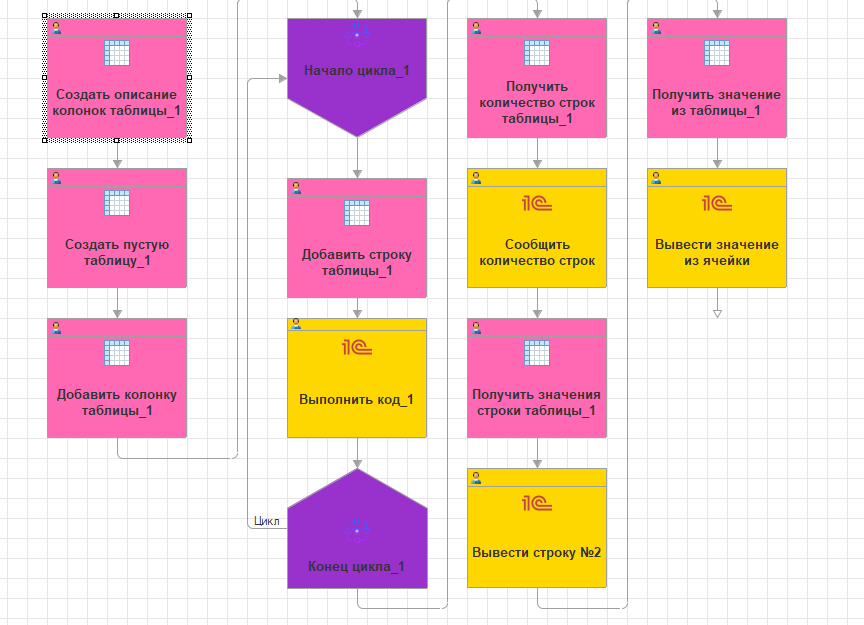 Создать описание
колонок таблицы_1
Создать пустую
таблицу_1
Добавить колонку
таблицы_1
Начало цикла_1
Добавить строку
таблицы_1
1С
Выполнить код_1
Цикл
Конец цикла_1
Получить
количество строк
таблицы_1
1С
Сообщить
количество строк
Получить значения
строки таблицы_1
1С
Вывести строку №2
Получить значение
из таблицы_1
1С
Вывести значение
из ячейки